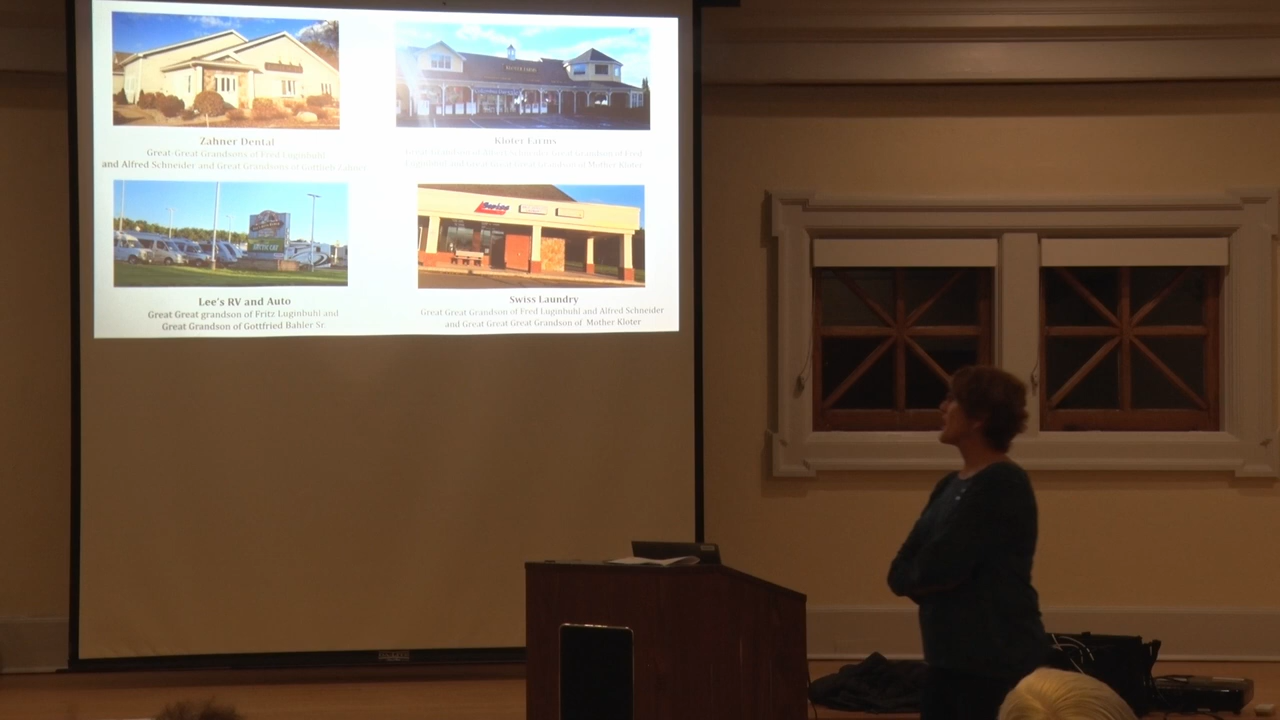 Zahner Dental
Great-Great Grandsons of Fred Luginbuhl
and Alfred Schneider and Great Grandsons of Gottlieb Zahner
Kloter Farms
Lee's RV and Auto
Great Great grandson of Fritz Luginbuhl and
Great Grandson of Gottfried Bahler Sr.
Swiss Laundry
Great Great Grandson of Fred Luginbuhl and Alfred Schneider
and Great Great Great Grandson of Mother Kloter